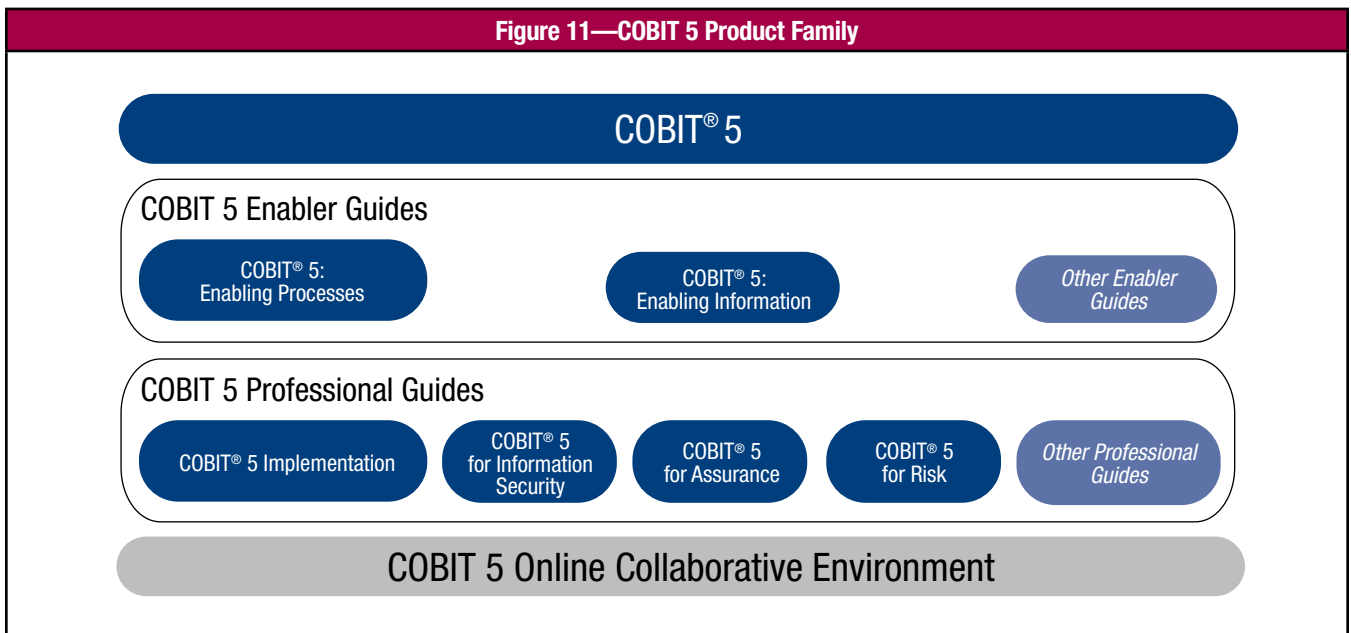 Figure 11—COBIT 5 Product Family
COBIT® 5
COBIT 5 Enabler Guides
COBIT® 5:
Enabling Processes
COBIT® 5:
Enabling Information
Other Enabler
Guides
COBIT 5 Professional Guides
COBIT® 5 Implementation
COBIT® 5
for Information
Security
COBIT® 5
for Assurance
COBIT® 5
for Risk
Other Professional
Guides
COBIT 5 Online Collaborative Environment